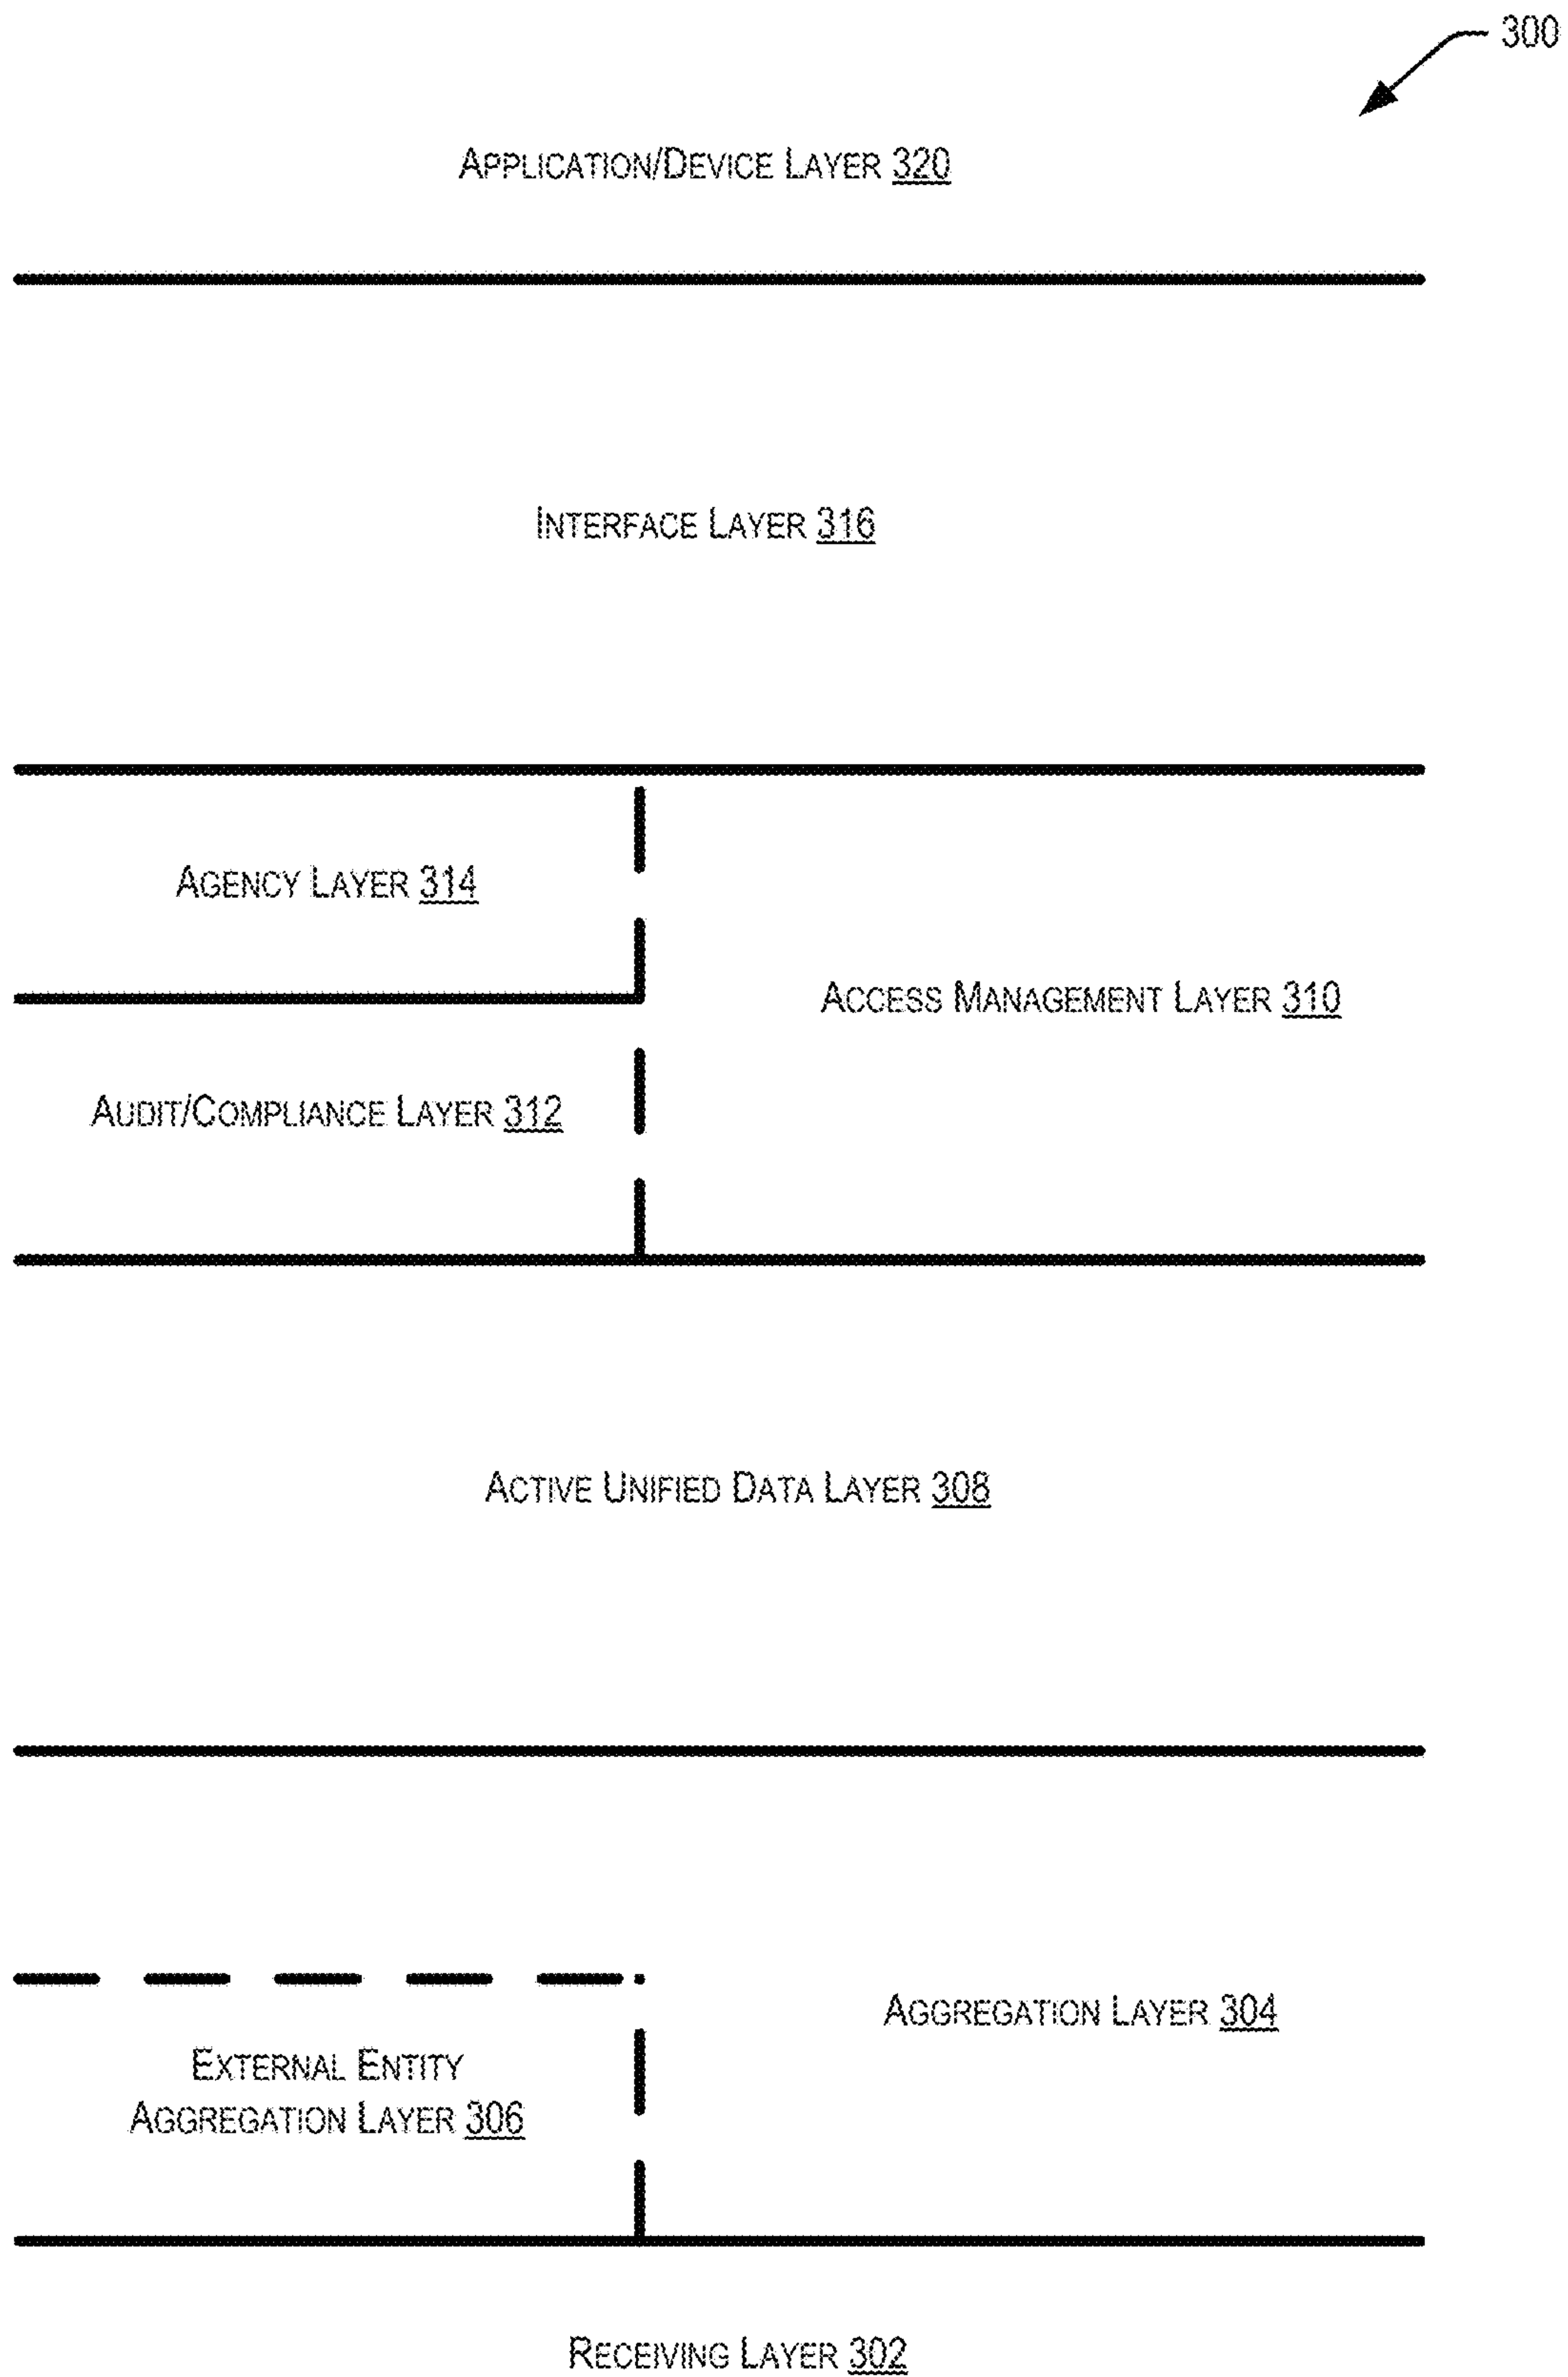 300
Application/Device Layer 320
Interface Layer 316
Agency Layer 314
Access Management Layer 310
Audit/Compliance Layer 312
Active Unified Data Layer 308
Aggregation Layer 304
External Entity
Aggregation Layer 306
Receiving Layer 302